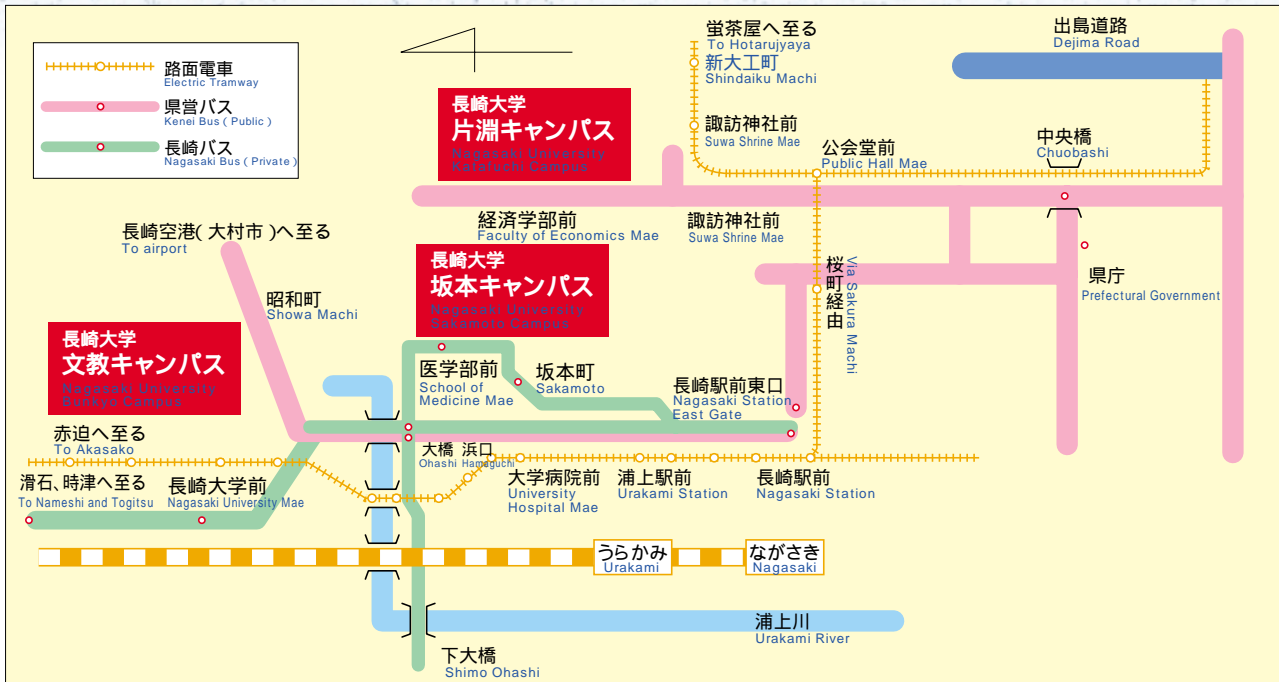 路面電車
Electric Tramway
県営バス
Kenei Bus ( Public )
長崎バス
Nagasaki Bus ( Private )
蛍茶屋へ至る
To Hotarujyaya
新大工町
Shindaiku Machi
出島道路
Dejima Road
長崎大学
片淵キャンパス
Nagasaki University
Katafuchi Campus
諏訪神社前
Suwa Shrine Mae
公会堂前
Public Hall Mae
中央橋
Chuobashi
経済学部前
Faculty of Economics Mae
諏訪神社前
Suwa Shrine Mae
長崎空港( 大村市 )へ至る
To airport
長崎大学
坂本キャンパス
Nagasaki University
Sakamoto Campus
桜町経由
Via Sakura Machi
県庁
Prefectural Government
昭和町
Showa Machi
長崎大学
文教キャンパス
Nagasaki University
Bunkyo Campus
医学部前
School of
Medicine Mae
坂本町
Sakamoto
長崎駅前東口
Nagasaki Station
East Gate
赤迫へ至る
To Akasako
大橋 浜口
Ohashi Hamaguchi
滑石、時津へ至る
To Nameshi and Togitsu
長崎大学前
Nagasaki University Mae
大学病院前
University
Hospital Mae
浦上駅前
Urakami Station
長崎駅前
Nagasaki Station
うらかみ
Urakami
ながさき
Nagasaki
浦上川
Urakami River
下大橋
Shimo Ohashi